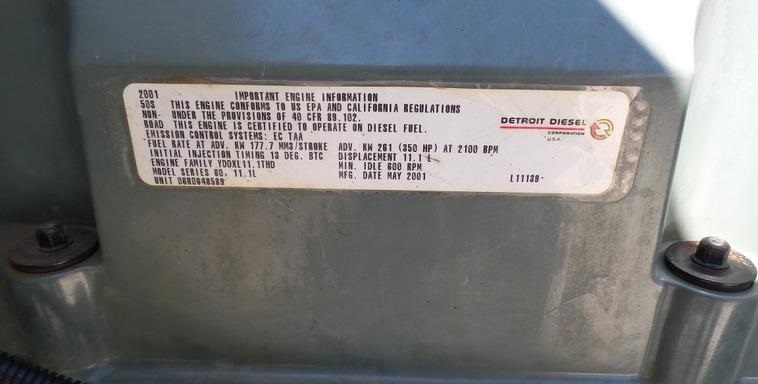 2001 IMPORTANT ENGINE INFORMATION
50S THIS ENGINE CONFORMS TO US EPA AND CALIFORNIA REGULATIONS
NON- UNDER THE PROVISIONS OF 40 CFR 89.102.
ROAD THIS ENGINE IS CERTIFIED TO OPERATE ON DIESEL FUEL.
EMISSION CONTROL SYSTEMS: EC TAA
FUEL RATE AT ADV. KW 177.7 MM3/STROKE ADV. KW 261 (350 HP) AT 2100 RPM
INITIAL INJECTION TIMING 13 DEG. BTC DISPLACEMENT 11.1 L
ENGINE FAMILY YDDXL11.1THD MIN. IDLE 600 RPM
MODEL SERIES 60, 11.1L MFG. DATE MAY 2001 L11139-
UNIT 06R0648589
DETROIT DIESEL
CORPORATION
U.S.A.